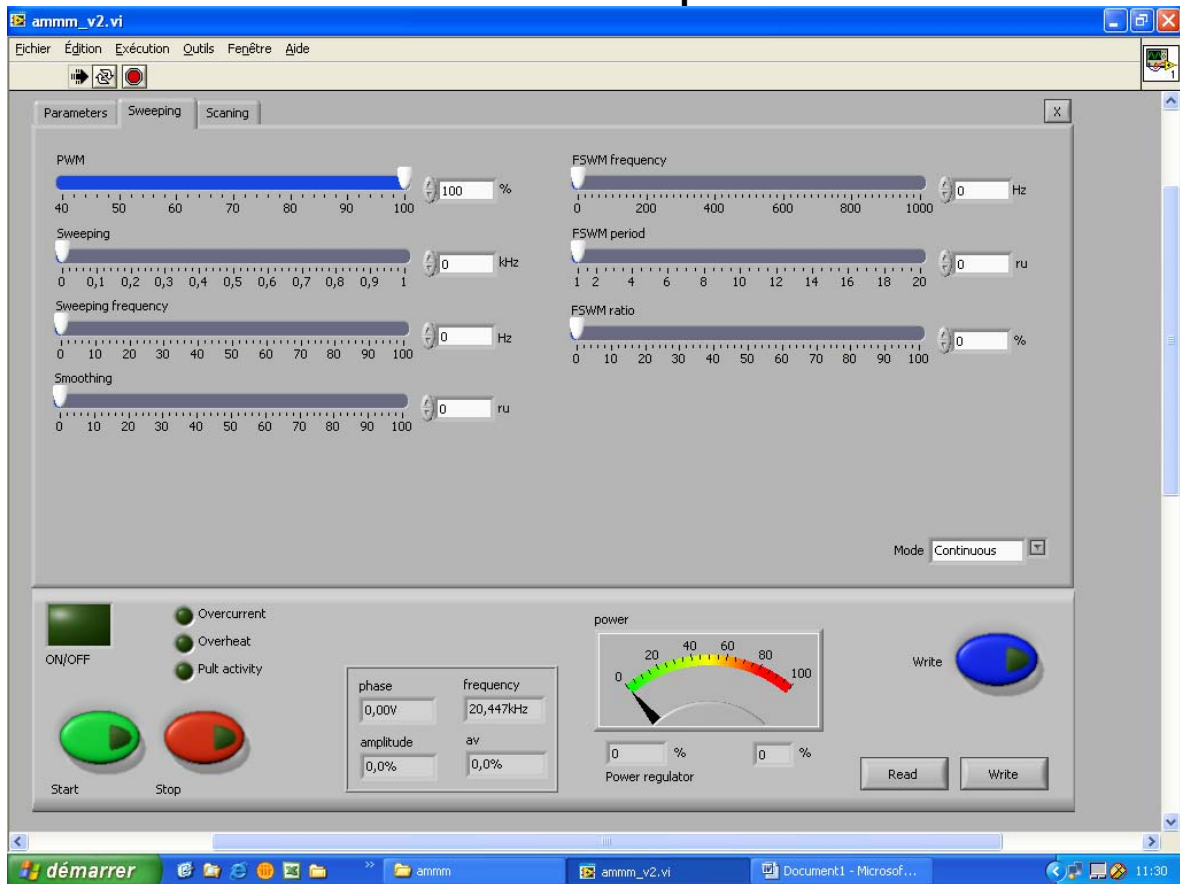 ammm_v2.vi
Fichier Édition Exécution Outils Fenêtre Aide
1
Parameters Sweeping Scaning X
PWM
100 %
40 50 60 70 80 90 100
Sweeping
0 kHz
0 0,1 0,2 0,3 0,4 0,5 0,6 0,7 0,8 0,9 1
Sweeping frequency
0 Hz
0 10 20 30 40 50 60 70 80 90 100
Smoothing
0 ru
0 10 20 30 40 50 60 70 80 90 100
FSWM frequency
0 Hz
0 200 400 600 800 1000
FSWM period
0 ru
1 2 4 6 8 10 12 14 16 18 20
FSWM ratio
0 %
0 10 20 30 40 50 60 70 80 90 100
Mode Continuous
ON/OFF
Overcurrent
Overheat
Pult activity
Start Stop
phase frequency
0,00V 20,447kHz
amplitude av
0,0% 0,0%
power
0 20 40 60 80 100
0 % 0 %
Power regulator
Write
Read Write
démarrer ammm ammm_v2.vi Document1 - Microsof... 11:30